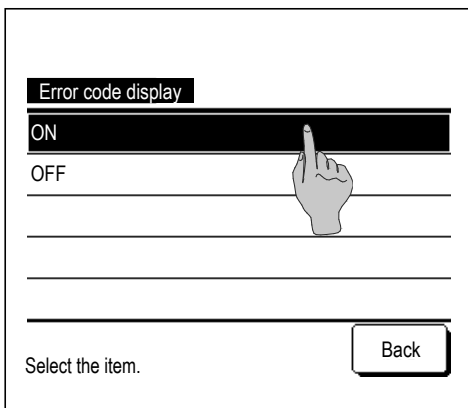 Error code display
ON
OFF
Select the item.
Back